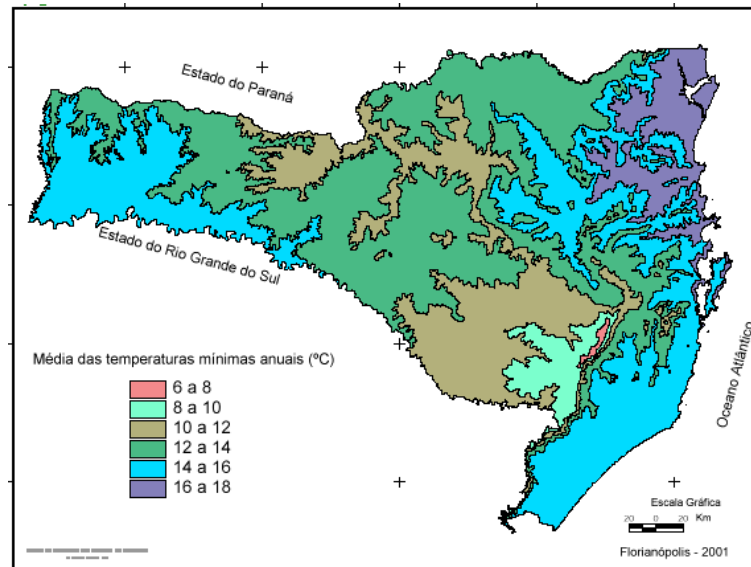 Estado do Paraná
Estado do Rio Grande do Sul
Oceano Atlântico
Média das temperaturas mínimas anuais (ºC)
6 a 8
8 a 10
10 a 12
12 a 14
14 a 16
16 a 18
Escala Gráfica
20 0 20 Km
Florianópolis - 2001